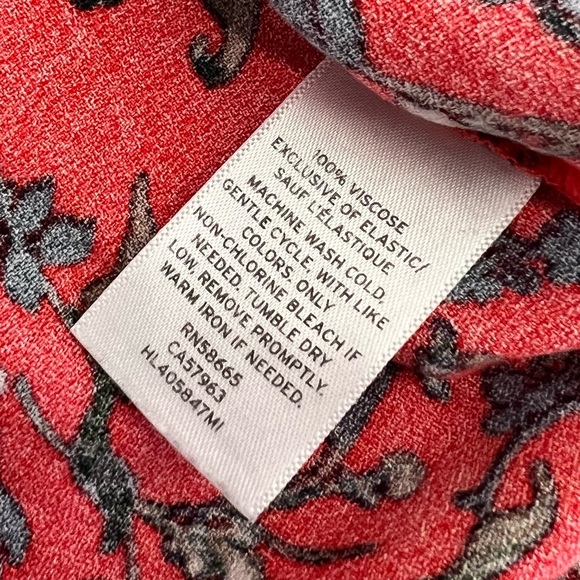 100% VISCOSE
EXCLUSIVE OF ELASTIC/
SAUF L'ÉLASTIQUE
MACHINE WASH COLD,
GENTLE CYCLE, WITH LIKE
COLORS. ONLY
NON-CHLORINE BLEACH IF
NEEDED. TUMBLE DRY
LOW, REMOVE PROMPTLY.
WARM IRON IF NEEDED.
RN58665
CA57963
HL405847MI